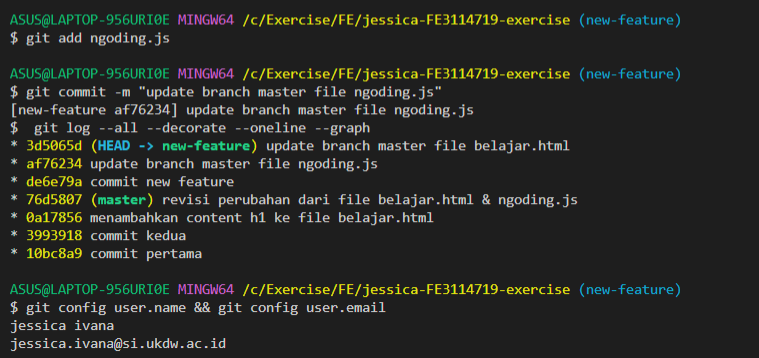 ASUS@LAPTOP-956URI0E MINGW64 /c/Exercise/FE/jessica-FE3114719-exercise (new-feature)
$ git add ngoding.js
ASUS@LAPTOP-956URI0E MINGW64 /c/Exercise/FE/jessica-FE3114719-exercise (new-feature)
$ git commit -m "update branch master file ngoding.js"
[new-feature af76234] update branch master file ngoding.js
$  git log --all --decorate --oneline --graph
* 3d5065d (HEAD -> new-feature) update branch master file belajar.html
* af76234 update branch master file ngoding.js
* de6e79a commit new feature
* 76d5807 (master) revisi perubahan dari file belajar.html & ngoding.js
* 0a17856 menambahkan content h1 ke file belajar.html
* 3993918 commit kedua
* 10bc8a9 commit pertama
ASUS@LAPTOP-956URI0E MINGW64 /c/Exercise/FE/jessica-FE3114719-exercise (new-feature)
$ git config user.name && git config user.email
jessica ivana
jessica.ivana@si.ukdw.ac.id